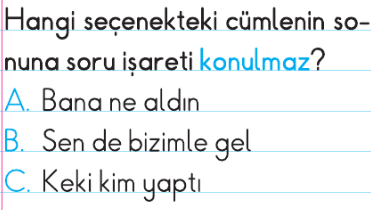 Hangi seçenekteki cümlenin so-
nuna soru işareti konulmaz?
A. Bana ne aldın
B. Sen de bizimle gel
C. Keki kim yaptı